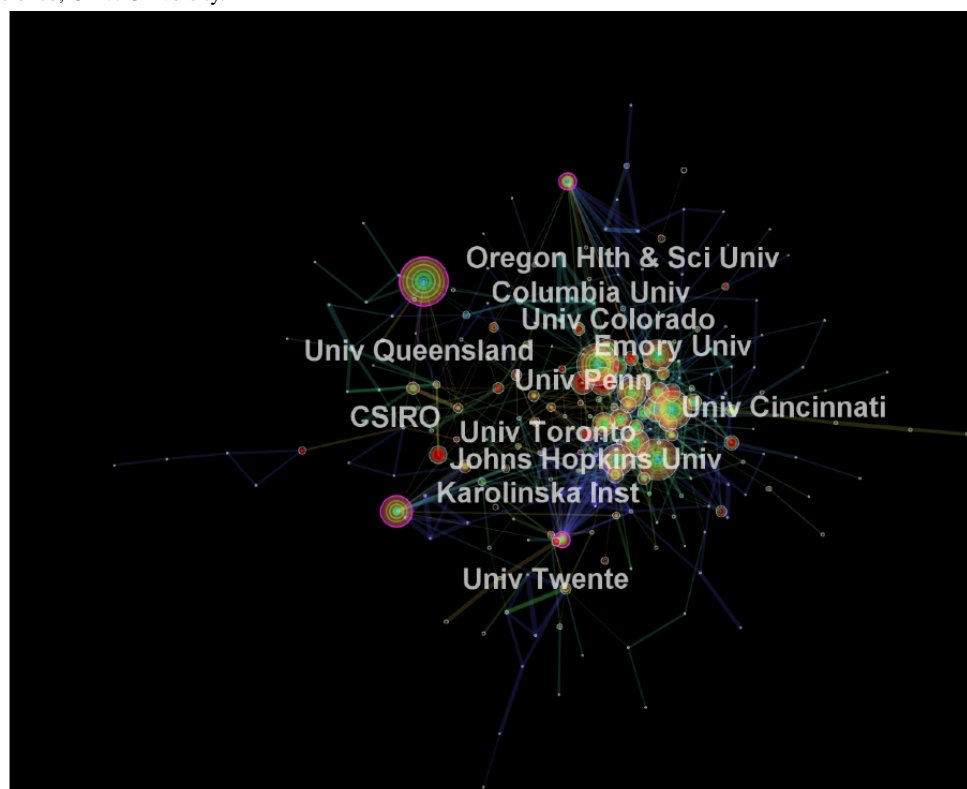 Oregon Hlth & Sci Univ
Columbia Univ
Univ Colorado
Emory Univ
Univ Queensland
Univ Penn
Univ Cincinnati
CSIRO
Univ Toronto
Johns Hopkins Univ
Karolinska Inst
Univ Twente